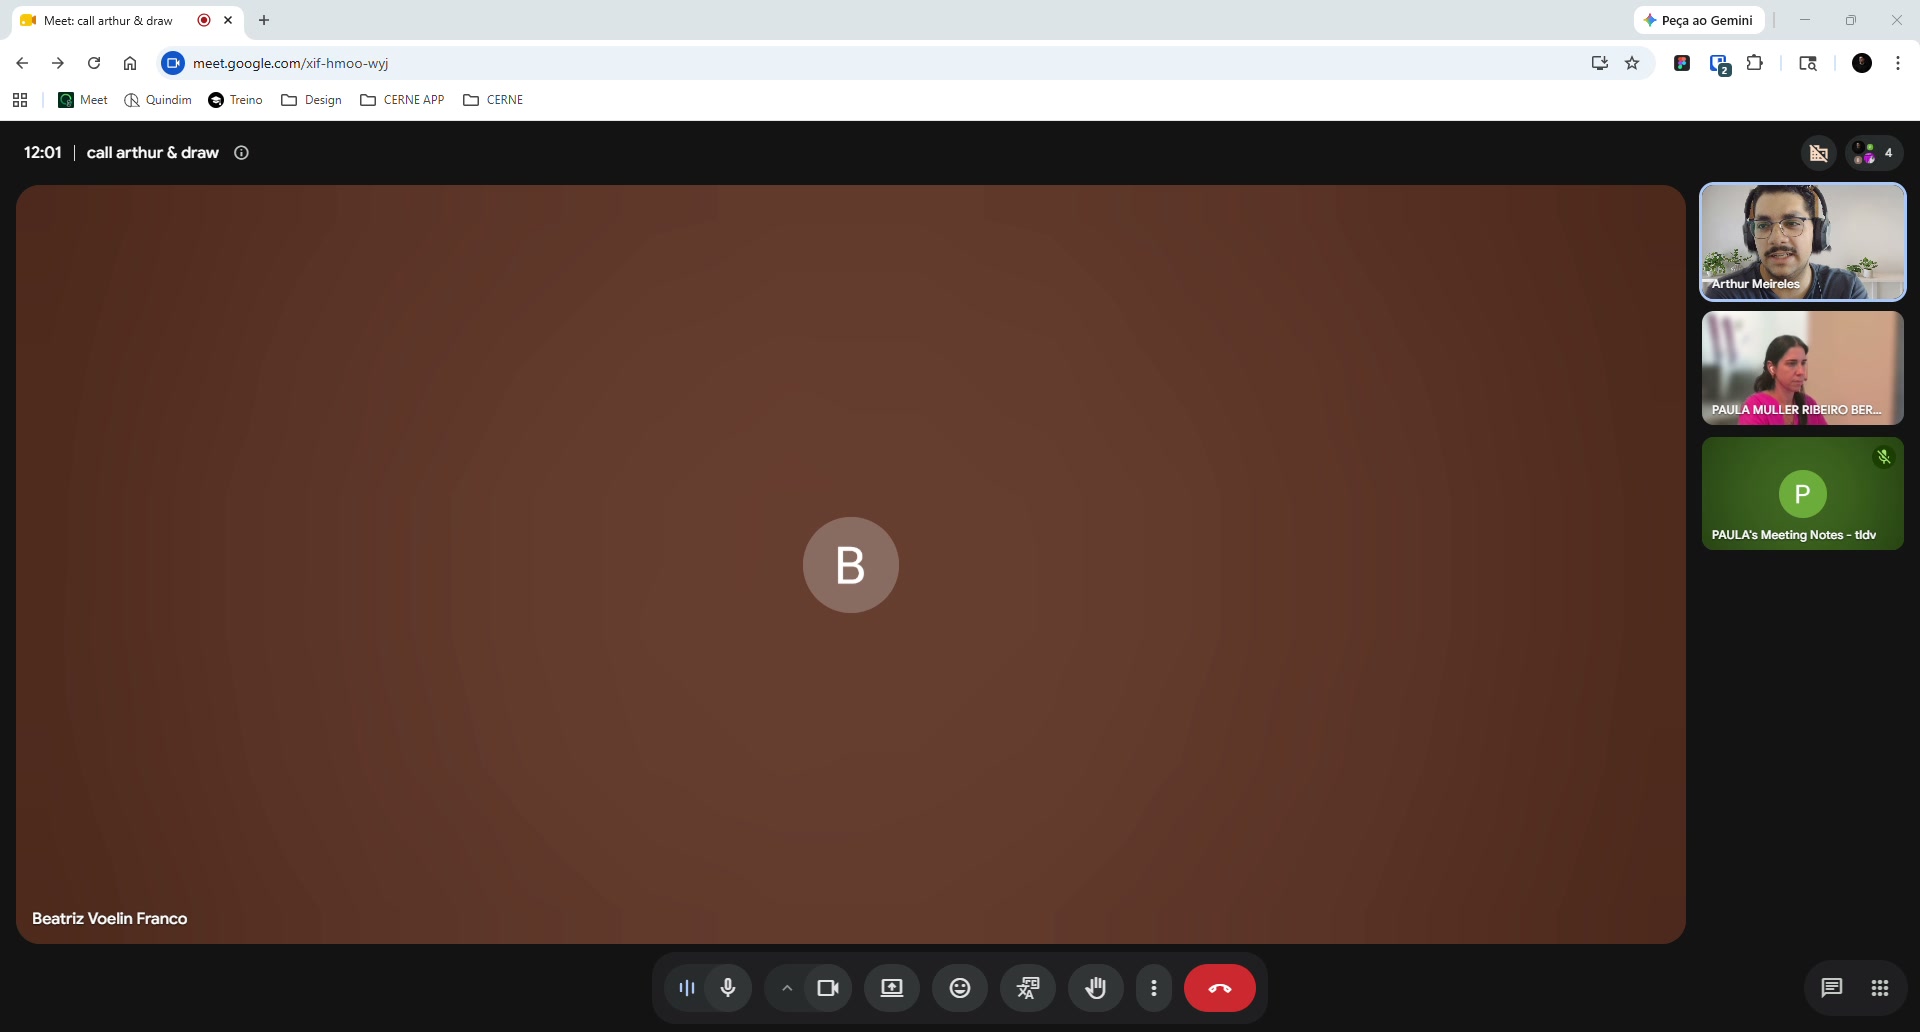 Meet: call arthur & draw
Peça ao Gemini
meet.google.com/xif-hmoo-wyj
2
Meet
Quindim
Treino
Design
CERNE APP
CERNE
12:01
call arthur & draw
4
Arthur Meireles
PAULA MULLER RIBEIRO BER...
P
PAULA's Meeting Notes - tldv
B
Beatriz Voelin Franco